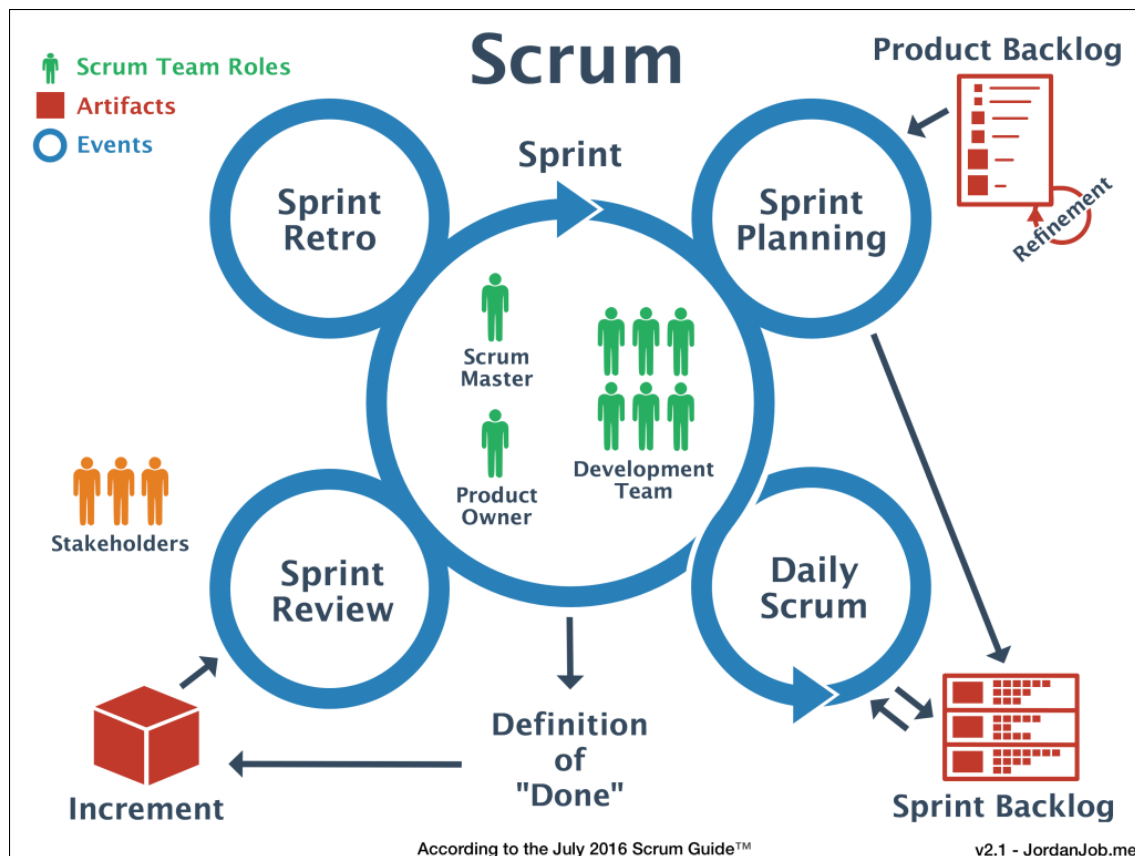 Scrum
Scrum Team Roles
Artifacts
Events
Product Backlog
Refinement
Sprint
Sprint
Retro
Sprint
Planning
Scrum
Master
Product
Owner
Development
Team
Stakeholders
Sprint
Review
Daily
Scrum
Increment
Definition
of
"Done"
Sprint Backlog
According to the July 2016 Scrum Guide™
v2.1 - JordanJob.me